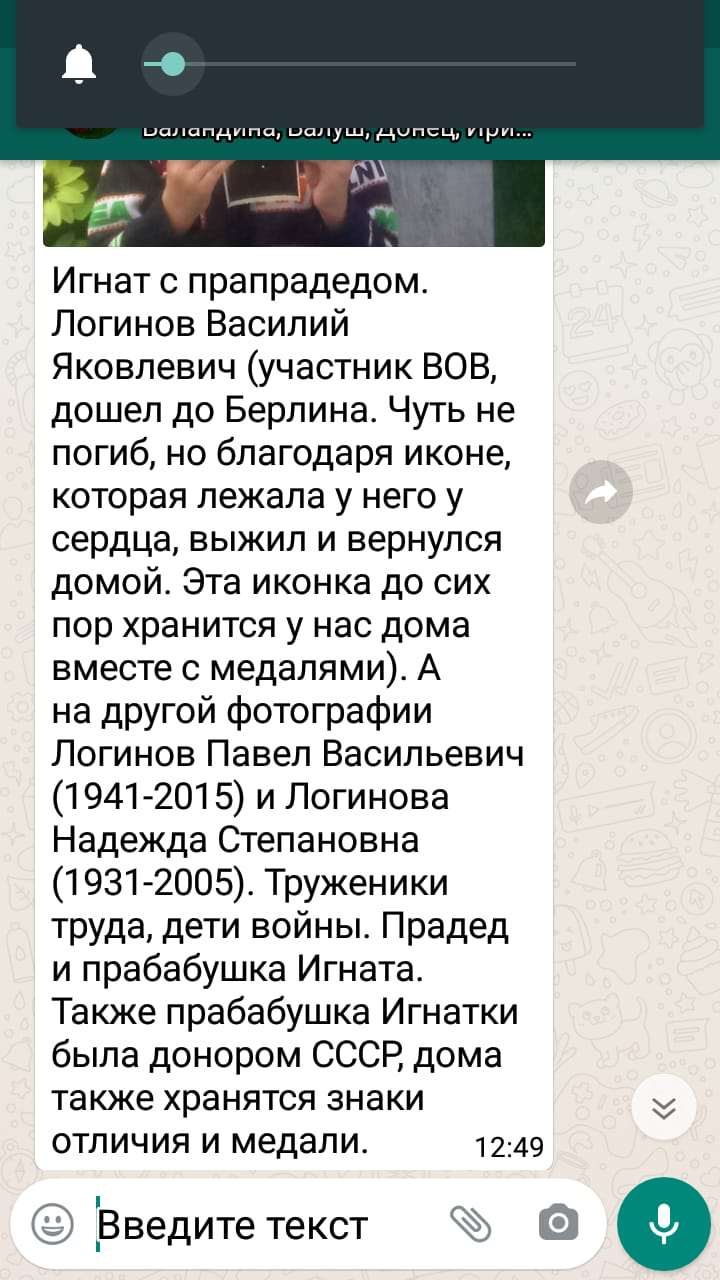 Баландина, Валуш, Донец, Ири...
Игнат с прапрадедом.
Логинов Василий
Яковлевич (участник ВОВ,
дошел до Берлина. Чуть не
погиб, но благодаря иконе,
которая лежала у него у
сердца, выжил и вернулся
домой. Эта иконка до сих
пор хранится у нас дома
вместе с медалями). А
на другой фотографии
Логинов Павел Васильевич
(1941-2015) и Логинова
Надежда Степановна
(1931-2005). Труженики
труда, дети войны. Прадед
и прабабушка Игната.
Также прабабушка Игнатки
была донором СССР, дома
также хранятся знаки
отличия и медали.
12:49
Введите текст